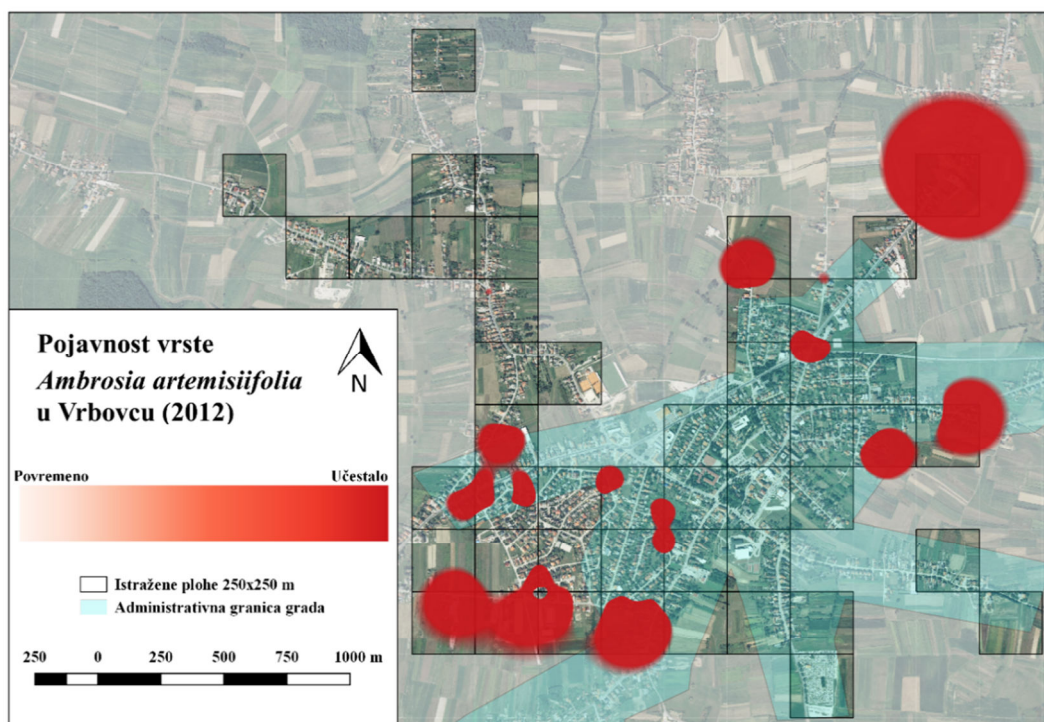 Pojavnost vrste
Ambrosia artemisiifolia
u Vrbovcu (2012)
N
Povremeno Učestalo
Istražene plohe 250x250 m
Administrativna granica grada
250 0 250 500 750 1000 m